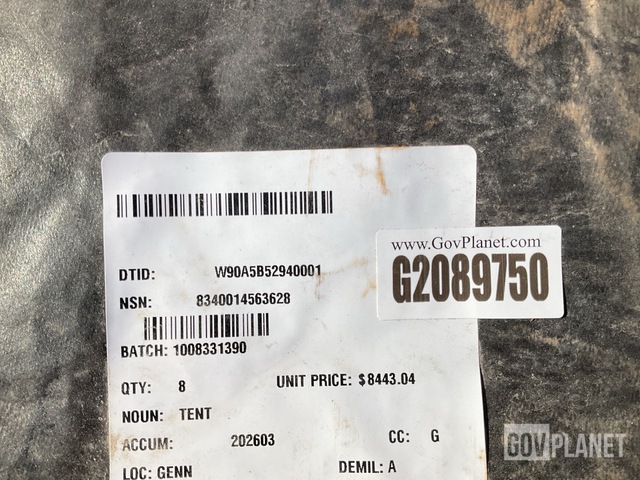 www.GovPlanet.com
G2089750
DTID: W90A5B52940001
NSN: 8340014563628
BATCH: 1008331390
QTY: 8 UNIT PRICE: $8443.04
NOUN: TENT
ACCUM: 202603 CC: G
LOC: GENN DEMIL: A
GOVPLANET